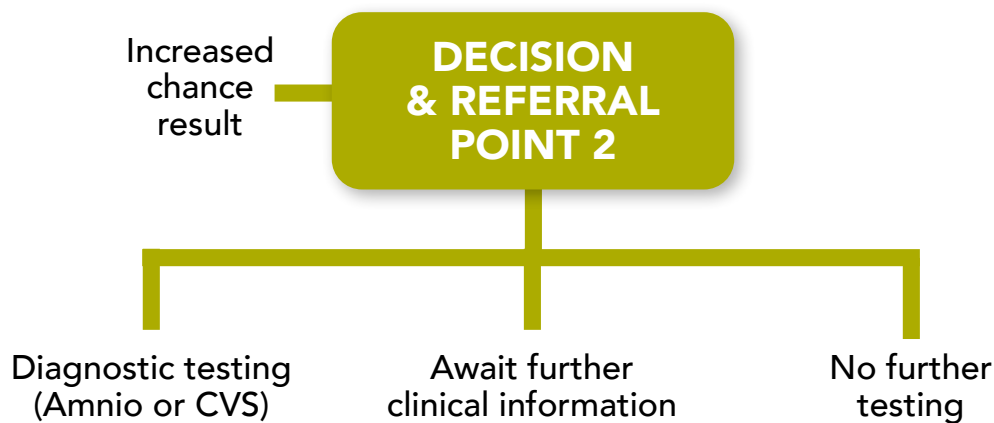 Increased
chance
result
DECISION
& REFERRAL
POINT 2
Diagnostic testing
(Amnio or CVS)
Await further
clinical information
No further
testing